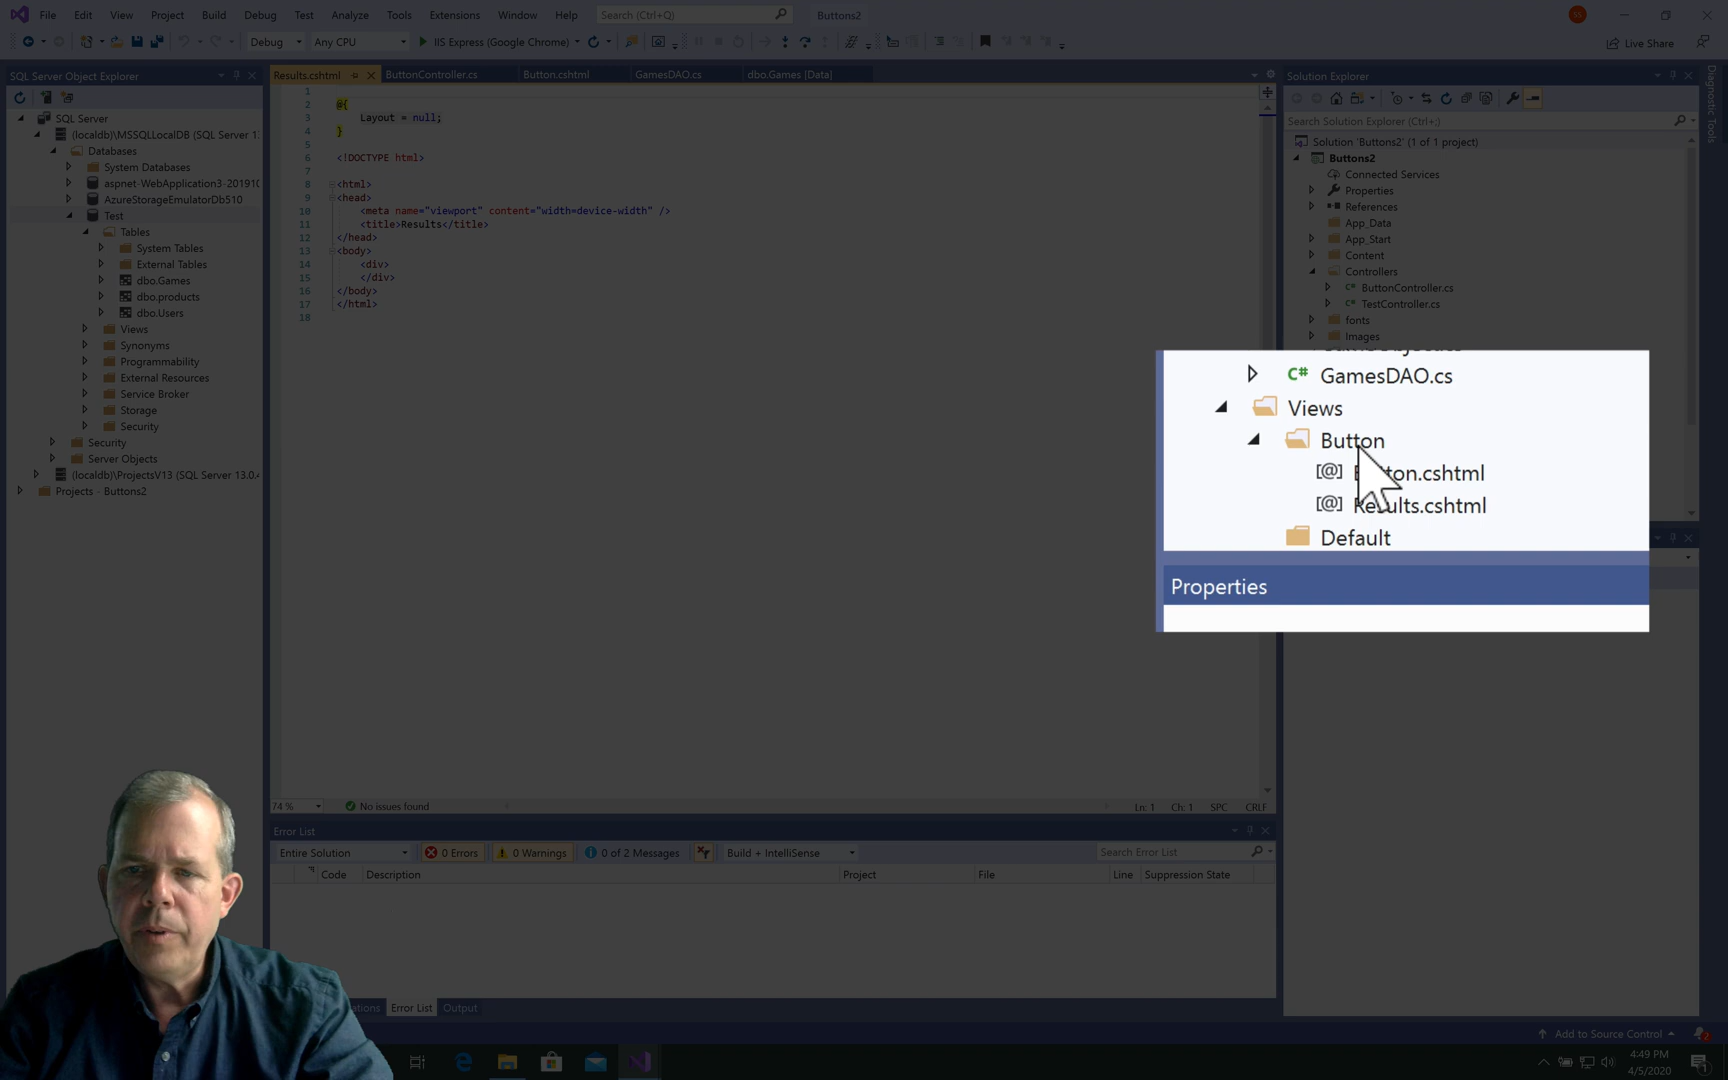 File Edit View Project Build Debug Test Analyze Tools Extensions Window Help Search (Ctrl+Q) Buttons2 SS
Debug Any CPU IIS Express (Google Chrome) Live Share
SQL Server Object Explorer
SQL Server
(localdb)\MSSQLLocalDB (SQL Server 1
Databases
System Databases
aspnet-WebApplication3-201910
AzureStorageEmulatorDb510
Test
Tables
System Tables
External Tables
dbo.Games
dbo.products
dbo.Users
Views
Synonyms
Programmability
External Resources
Service Broker
Storage
Security
Security
Server Objects
(localdb)\ProjectsV13 (SQL Server 13.0.4
Projects - Buttons2
Results.cshtml ButtonController.cs Button.cshtml GamesDAO.cs dbo.Games [Data]
1
2 @{
3 Layout = null;
4 }
5
6 <!DOCTYPE html>
7
8 <html>
9 <head>
10 <meta name="viewport" content="width=device-width" />
11 <title>Results</title>
12 </head>
13 <body>
14 <div>
15 </div>
16 </body>
17 </html>
18
74 % No issues found Ln: 1 Ch: 1 SPC CRLF
Error List
Entire Solution 0 Errors 0 Warnings 0 of 2 Messages Build + IntelliSense Search Error List
Code Description Project File Line Suppression State
Error List Output
Solution Explorer
Search Solution Explorer (Ctrl+;)
Solution 'Buttons2' (1 of 1 project)
Buttons2
Connected Services
Properties
References
App_Data
App_Start
Content
Controllers
ButtonController.cs
TestController.cs
fonts
Images
C# GamesDAO.cs
Views
Button
[@] .cshtml
[@] Results.cshtml
Default
Properties
Diagnostic Tools
Add to Source Control 2
4:49 PM
4/5/2020
1